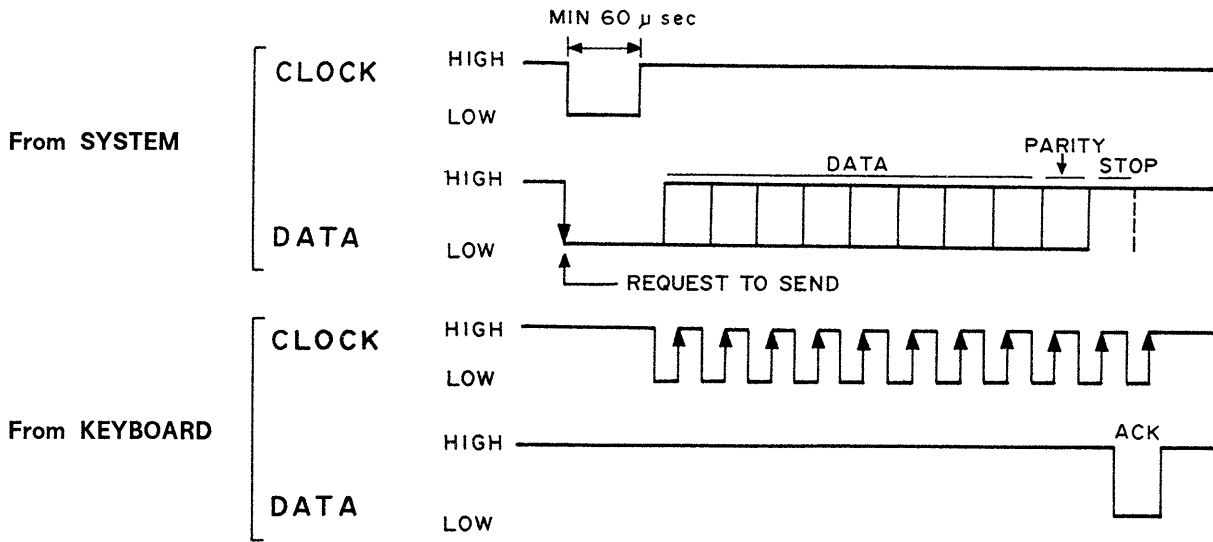 MIN 60 μ sec
CLOCK
HIGH
LOW
From SYSTEM
PARITY
DATA
STOP
HIGH
DATA
LOW
REQUEST TO SEND
CLOCK
HIGH
LOW
From KEYBOARD
HIGH
ACK
DATA
LOW